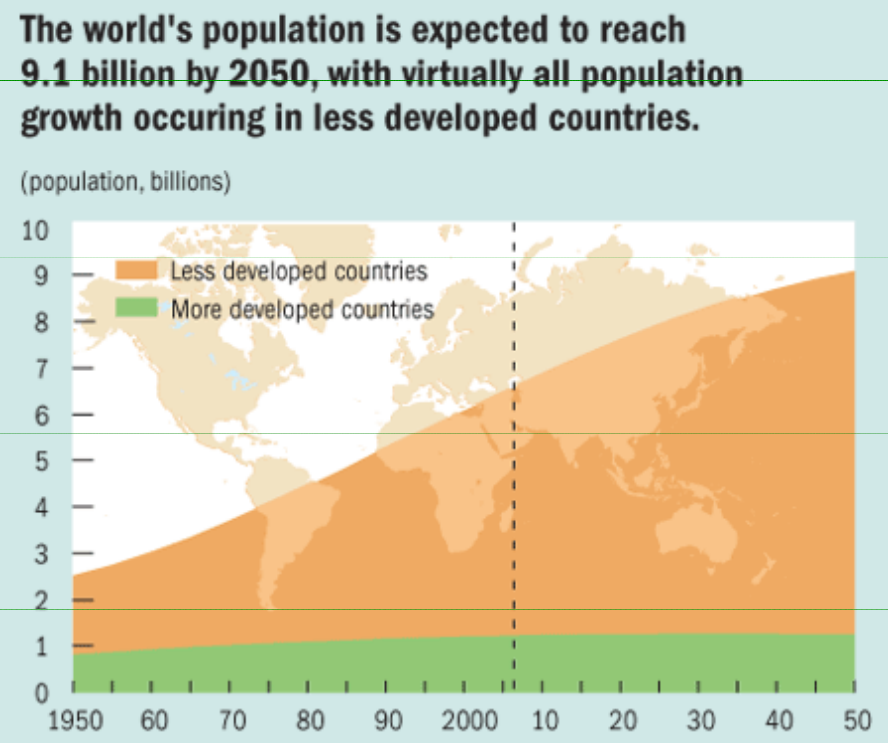 The world's population is expected to reach
9.1 billion by 2050, with virtually all population
growth occuring in less developed countries.
(population, billions)
10
Less developed countries
9
More developed countries
8
7
6
5
4
3
2
1
0
1950 60 70 80 90 2000 10 20 30 40 50